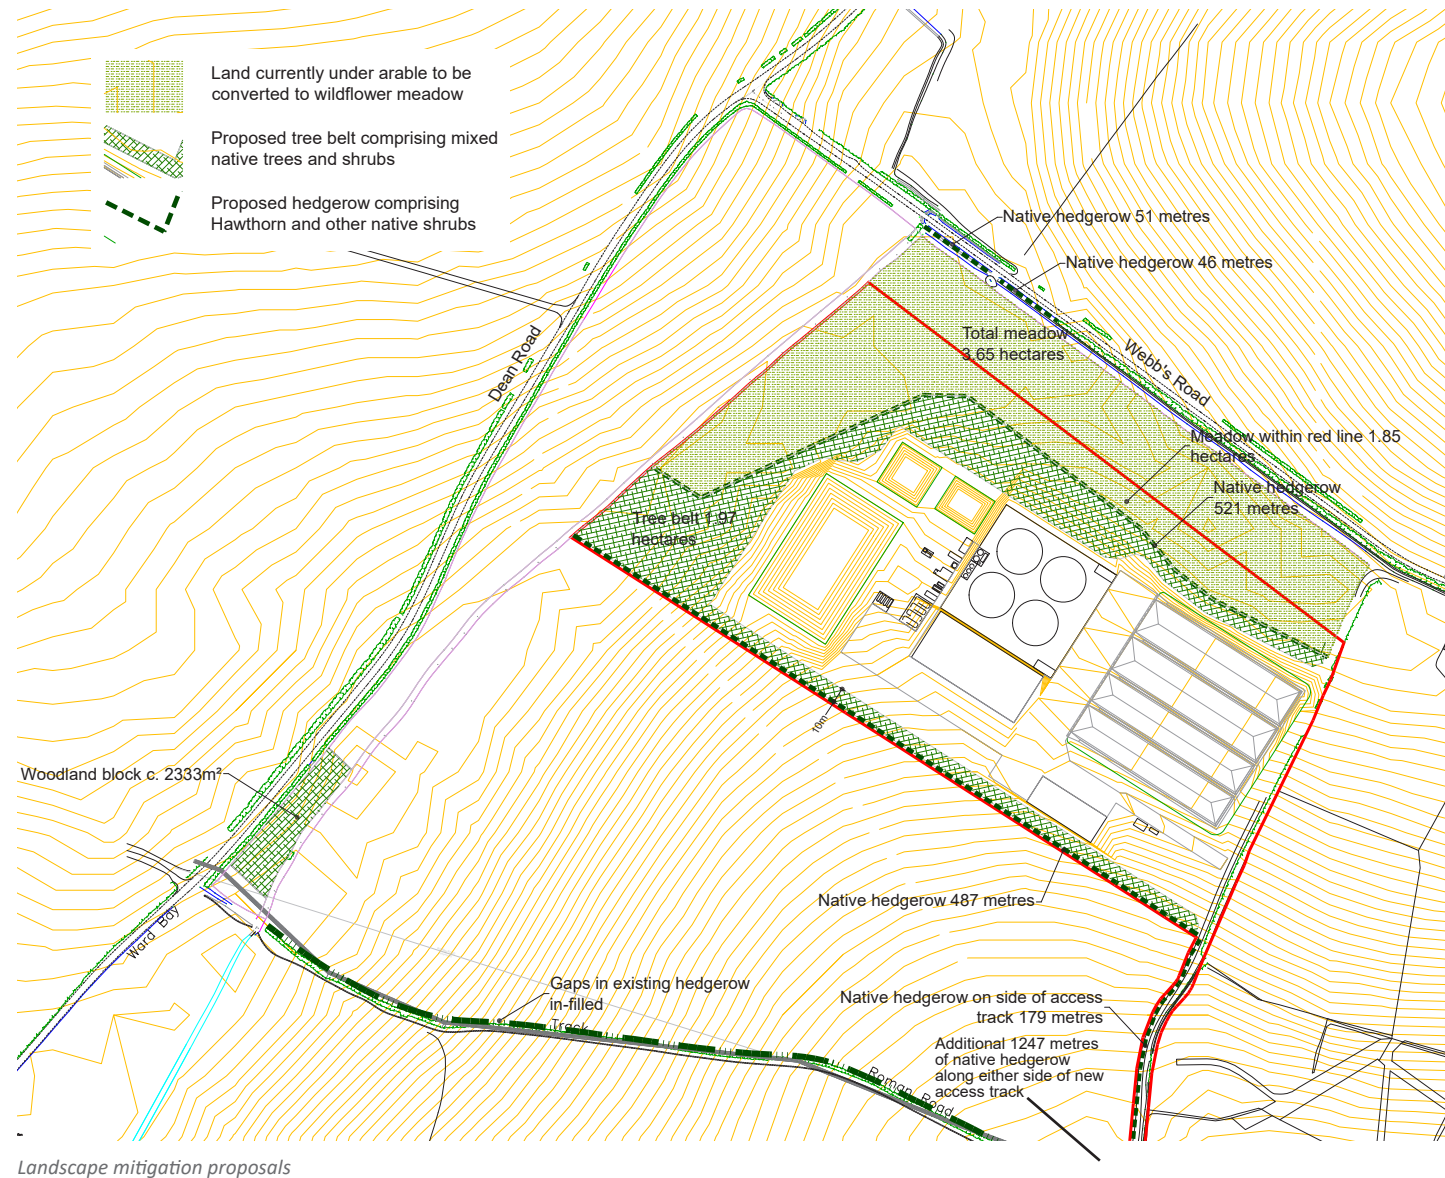 Land currently under arable to be
converted to wildflower meadow
Proposed tree belt comprising mixed
native trees and shrubs
Proposed hedgerow comprising
Hawthorn and other native shrubs
Native hedgerow 51 metres
Native hedgerow 46 metres
Dean Road
Total meadow
3.65 hectares
Webb's Road
Meadow within red line 1.85
hectares
Native hedgerow
521 metres
Tree belt 1.97
hectares
10m
Woodland block c. 2333m²
Native hedgerow 487 metres
Ward Bdy
Gaps in existing hedgerow
in-filled
Track
Native hedgerow on side of access
track 179 metres
Additional 1247 metres
of native hedgerow
along either side of new
access track
Roman Road
Landscape mitigation proposals